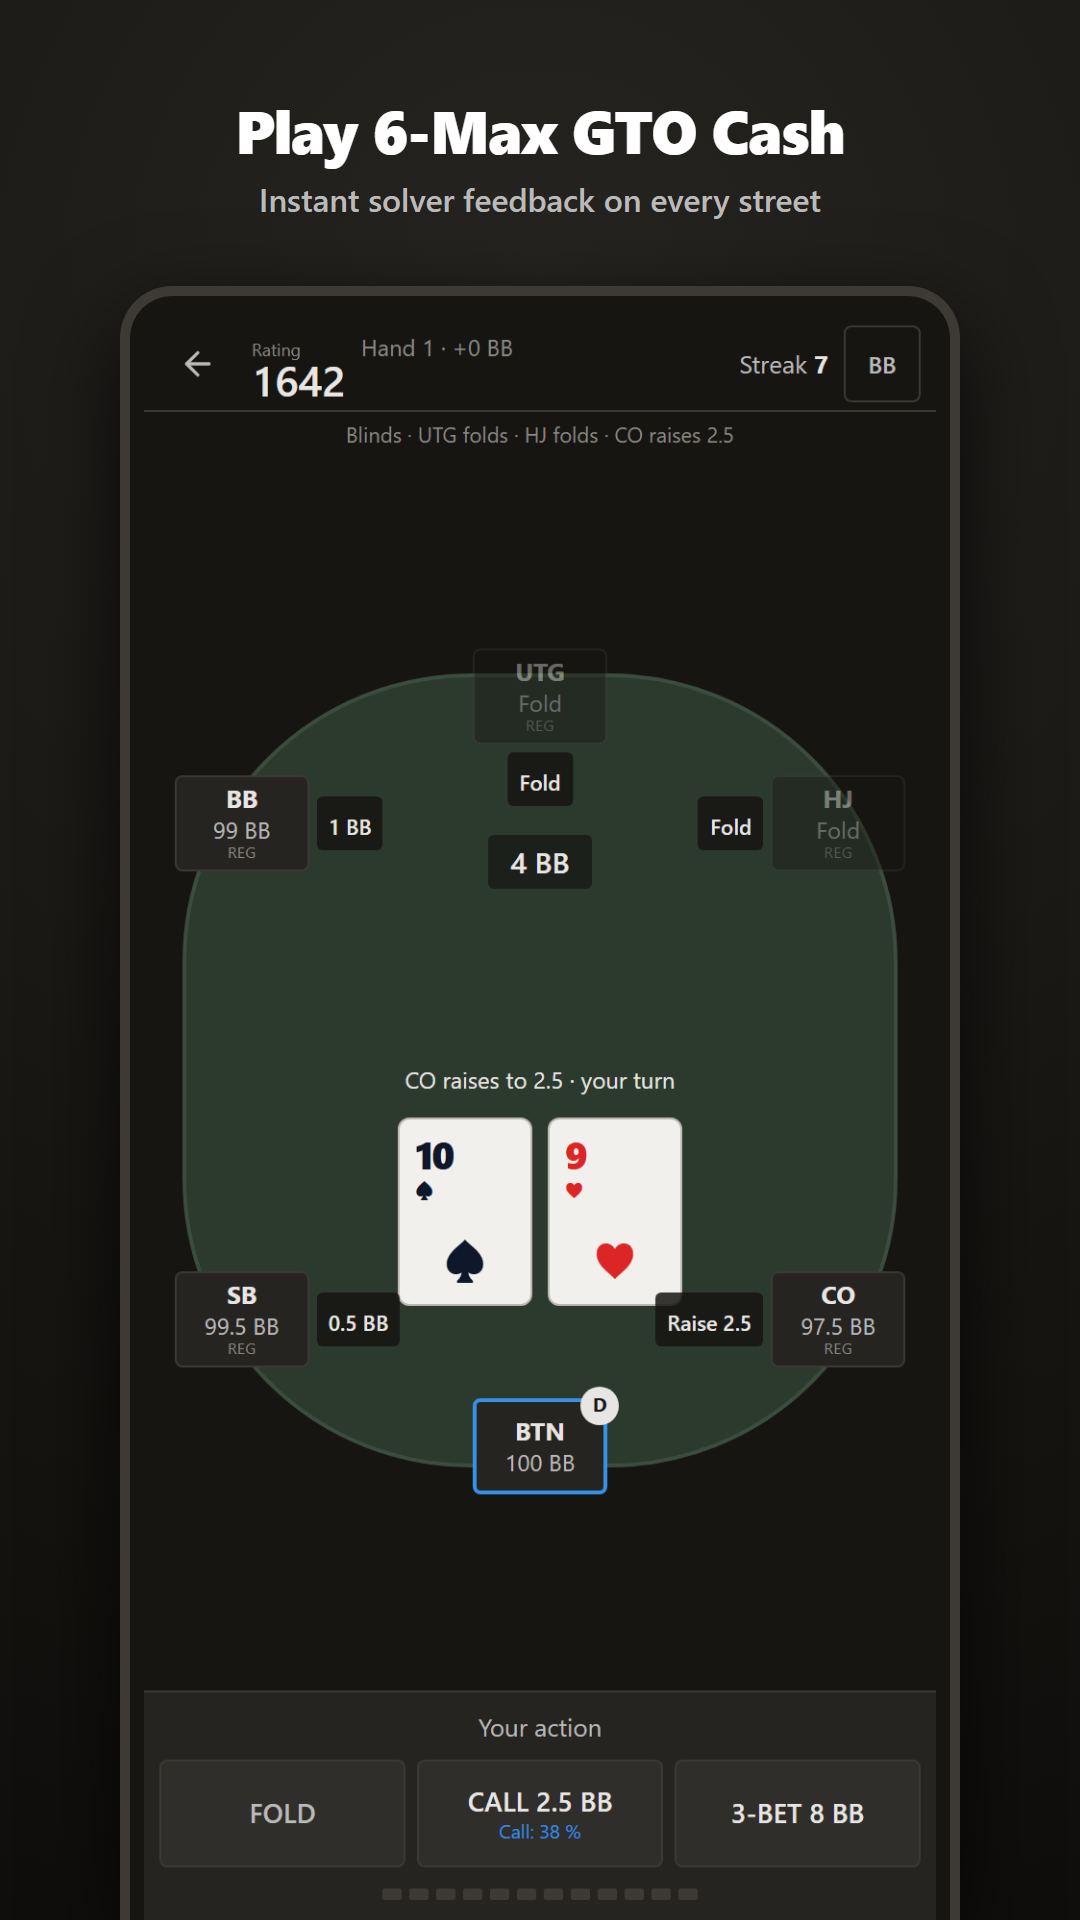 Play 6-Max GTO Cash
Instant solver feedback on every street
Rating
1642
Hand 1 · +0 BB
Streak 7
BB
Blinds · UTG folds · HJ folds · CO raises 2.5
UTG
Fold
REG
Fold
BB
99 BB
REG
1 BB
Fold
HJ
Fold
REG
4 BB
CO raises to 2.5 · your turn
10
9
SB
99.5 BB
REG
0.5 BB
Raise 2.5
CO
97.5 BB
REG
D
BTN
100 BB
Your action
FOLD
CALL 2.5 BB
Call: 38 %
3-BET 8 BB